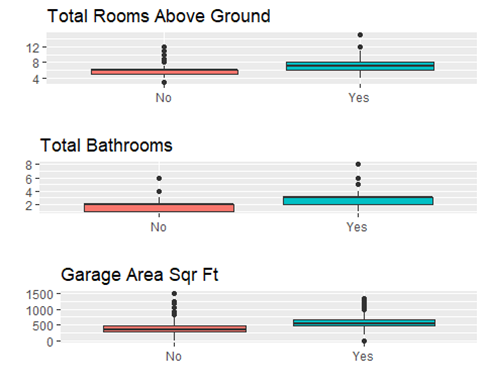 Total Rooms Above Ground
12
8
4
No Yes
Total Bathrooms
8
6
4
2
No Yes
Garage Area Sqr Ft
1500
1000
500
0
No Yes